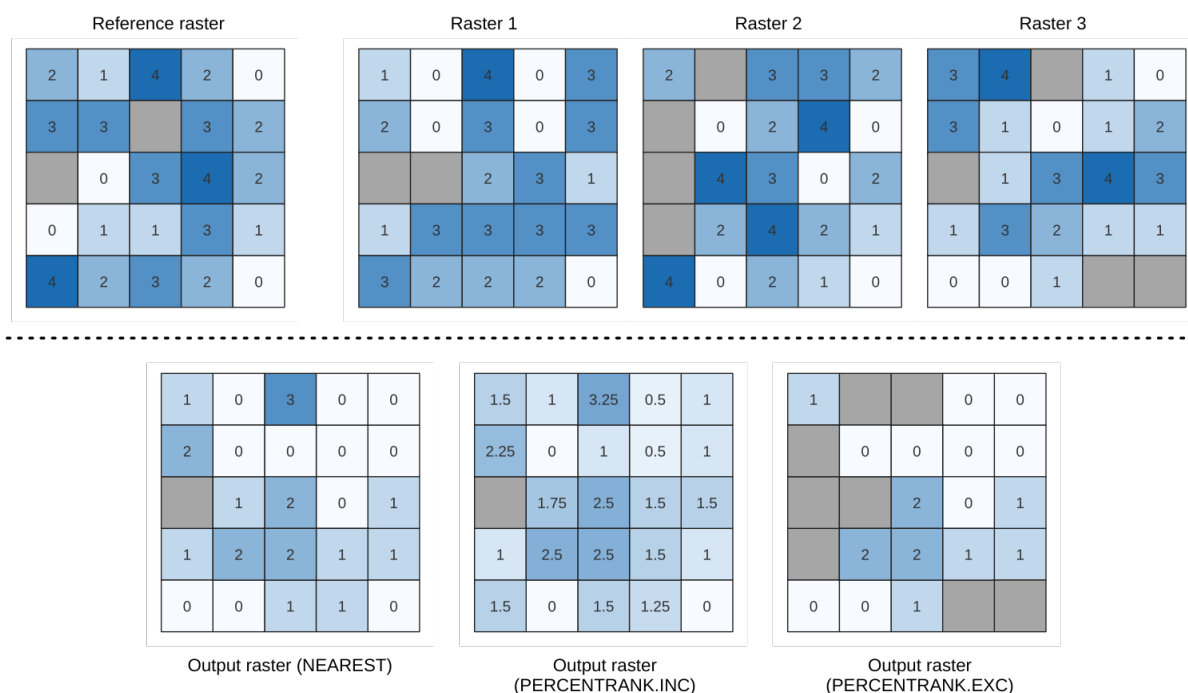 Reference raster Raster 1 Raster 2 Raster 3
2 1 4 2 0 1 0 4 0 3 2 3 3 2 3 4 1 0
3 3 3 2 2 0 3 0 3 0 2 4 0 3 1 0 1 2
0 3 4 2 2 3 1 4 3 0 2 1 3 4 3
0 1 1 3 1 1 3 3 3 3 2 4 2 1 1 3 2 1 1
4 2 3 2 0 3 2 2 2 0 4 0 2 1 0 0 0 1
1 0 3 0 0 1.5 1 3.25 0.5 1 1 0 0
2 0 0 0 0 2.25 0 1 0.5 1 0 0 0 0
1 2 0 1 1.75 2.5 1.5 1.5 2 0 1
1 2 2 1 1 1 2.5 2.5 1.5 1 2 2 1 1
0 0 1 1 0 1.5 0 1.5 1.25 0 0 0 1
Output raster (NEAREST) Output raster Output raster
(PERCENTRANK.INC) (PERCENTRANK.EXC)